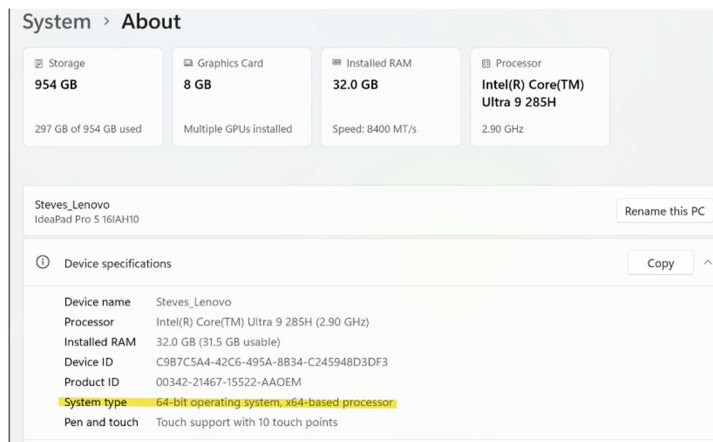 System > About
Storage
954 GB
297 GB of 954 GB used
Graphics Card
8 GB
Multiple GPUs installed
Installed RAM
32.0 GB
Speed: 8400 MT/s
Processor
Intel(R) Core(TM)
Ultra 9 285H
2.90 GHz
Steves_Lenovo
IdeaPad Pro 5 16IAH10
Rename this PC
Device specifications
Copy
Device name Steves_Lenovo
Processor Intel(R) Core(TM) Ultra 9 285H (2.90 GHz)
Installed RAM 32.0 GB (31.5 GB usable)
Device ID C9B7C5A4-42C6-495A-8B34-C245948D3DF3
Product ID 00342-21467-15522-AAOEM
System type 64-bit operating system, x64-based processor
Pen and touch Touch support with 10 touch points